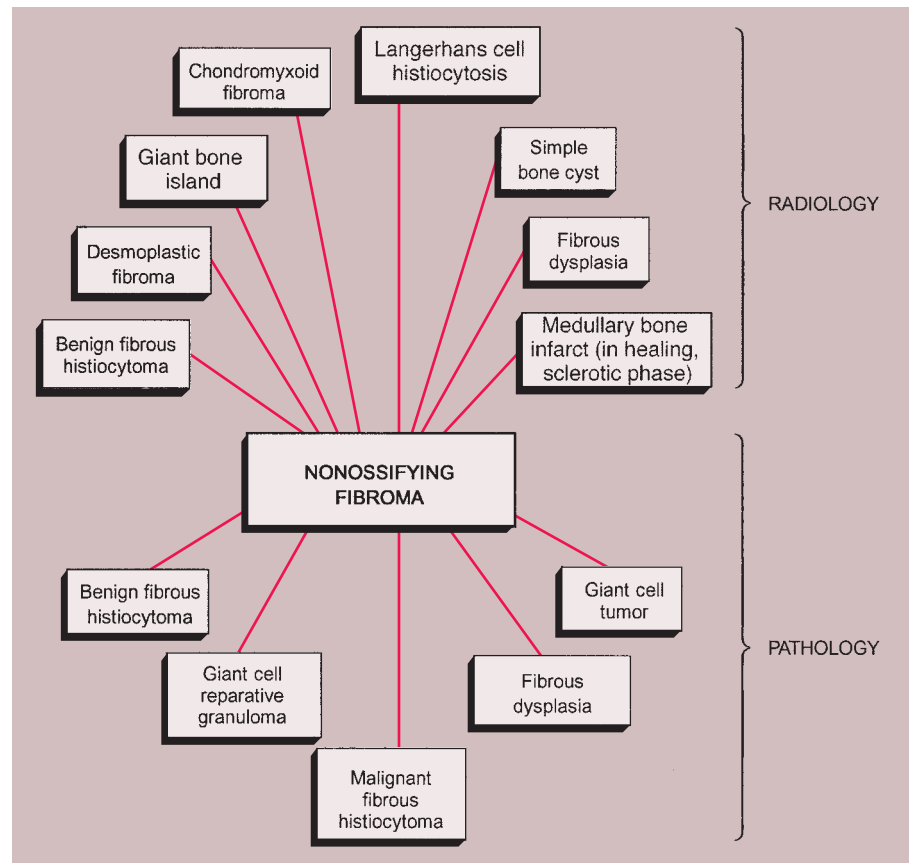 Langerhans cell
histiocytosis
Chondromyxoid
fibroma
Giant bone
island
Simple
bone cyst
RADIOLOGY
Desmoplastic
fibroma
Fibrous
dysplasia
Benign fibrous
histiocytoma
Medullary bone
infarct (in healing,
sclerotic phase)
NONOSSIFYING
FIBROMA
Benign fibrous
histiocytoma
Giant cell
tumor
PATHOLOGY
Giant cell
reparative
granuloma
Fibrous
dysplasia
Malignant
fibrous
histiocytoma